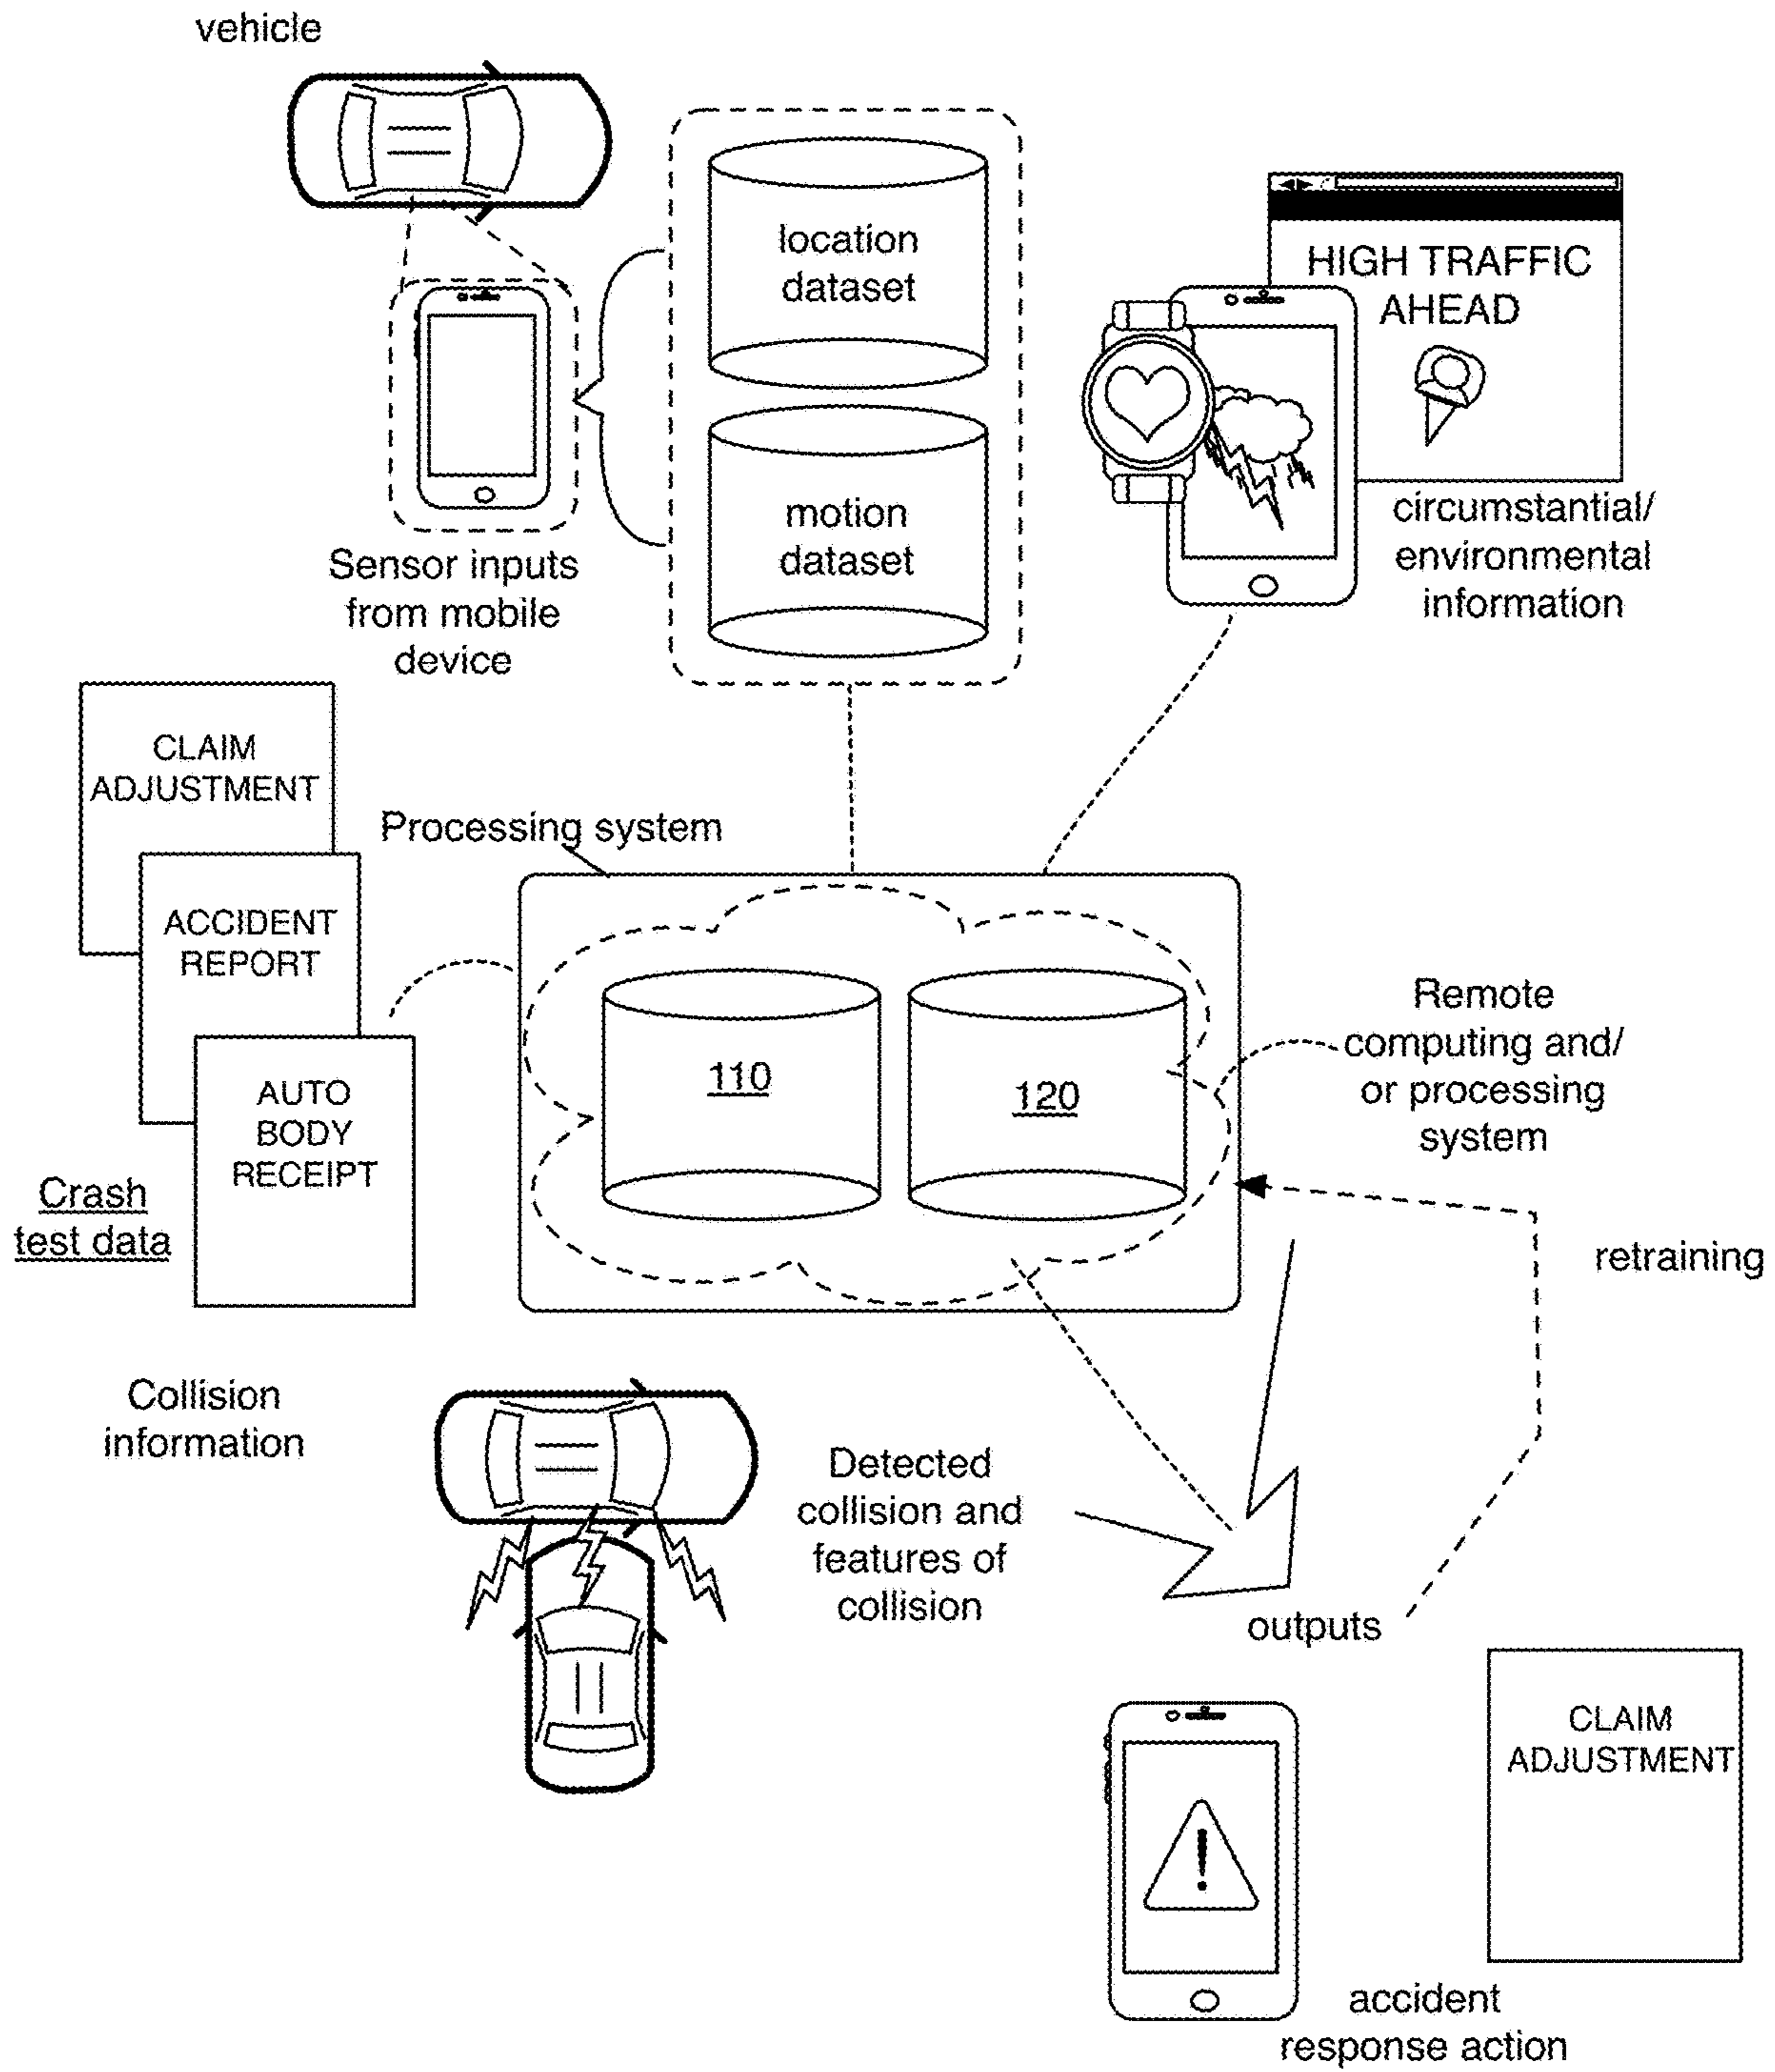 vehicle
location
dataset
motion
dataset
HIGH TRAFFIC
AHEAD
circumstantial/
environmental
information
Sensor inputs
from mobile
device
CLAIM
ADJUSTMENT
ACCIDENT
REPORT
AUTO
BODY
RECEIPT
Crash
test data
Processing system
110
120
Remote
computing and/
or processing
system
retraining
Collision
information
Detected
collision and
features of
collision
outputs
CLAIM
ADJUSTMENT
!
accident
response action